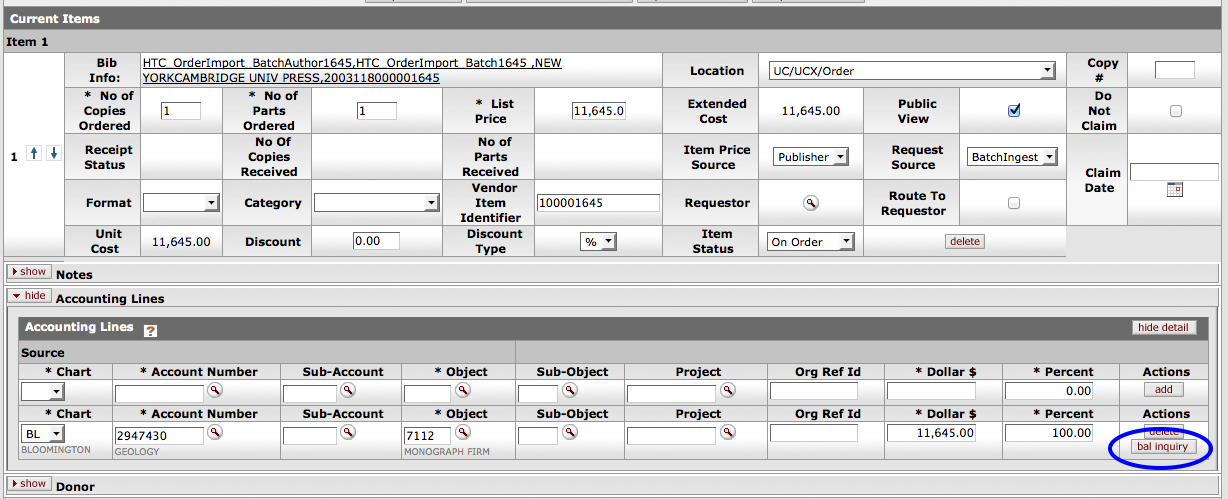 Current Items
Item 1
Bib Info: HTC_OrderImport_BatchAuthor1645,HTC_OrderImport_Batch1645 ,NEW YORKCAMBRIDGE UNIV PRESS,2003118000001645 Location UC/UCX/Order Copy #
* No of Copies Ordered 1 * No of Parts Ordered 1 * List Price 11,645.0 Extended Cost 11,645.00 Public View Do Not Claim
1 Receipt Status No Of Copies Received No of Parts Received Item Price Source Publisher Request Source BatchIngest Claim Date
Format Category Vendor Item Identifier 100001645 Requestor Route To Requestor
Unit Cost 11,645.00 Discount 0.00 Discount Type % Item Status On Order delete
show Notes
hide Accounting Lines
Accounting Lines ? hide detail
Source
* Chart * Account Number Sub-Account * Object Sub-Object Project Org Ref Id * Dollar $ * Percent Actions
0.00 add
* Chart * Account Number Sub-Account * Object Sub-Object Project Org Ref Id * Dollar $ * Percent Actions
BL 2947430 7112 11,645.00 100.00 delete
BLOOMINGTON GEOLOGY MONOGRAPH FIRM bal inquiry
show Donor